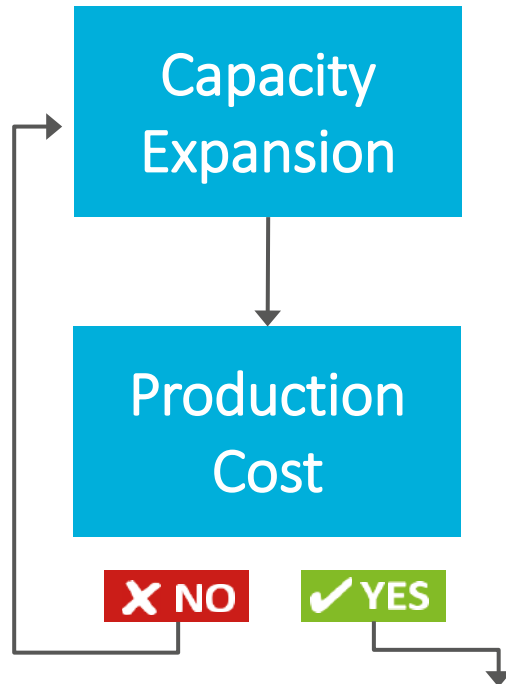 Capacity
Expansion
Production
Cost
NO
YES